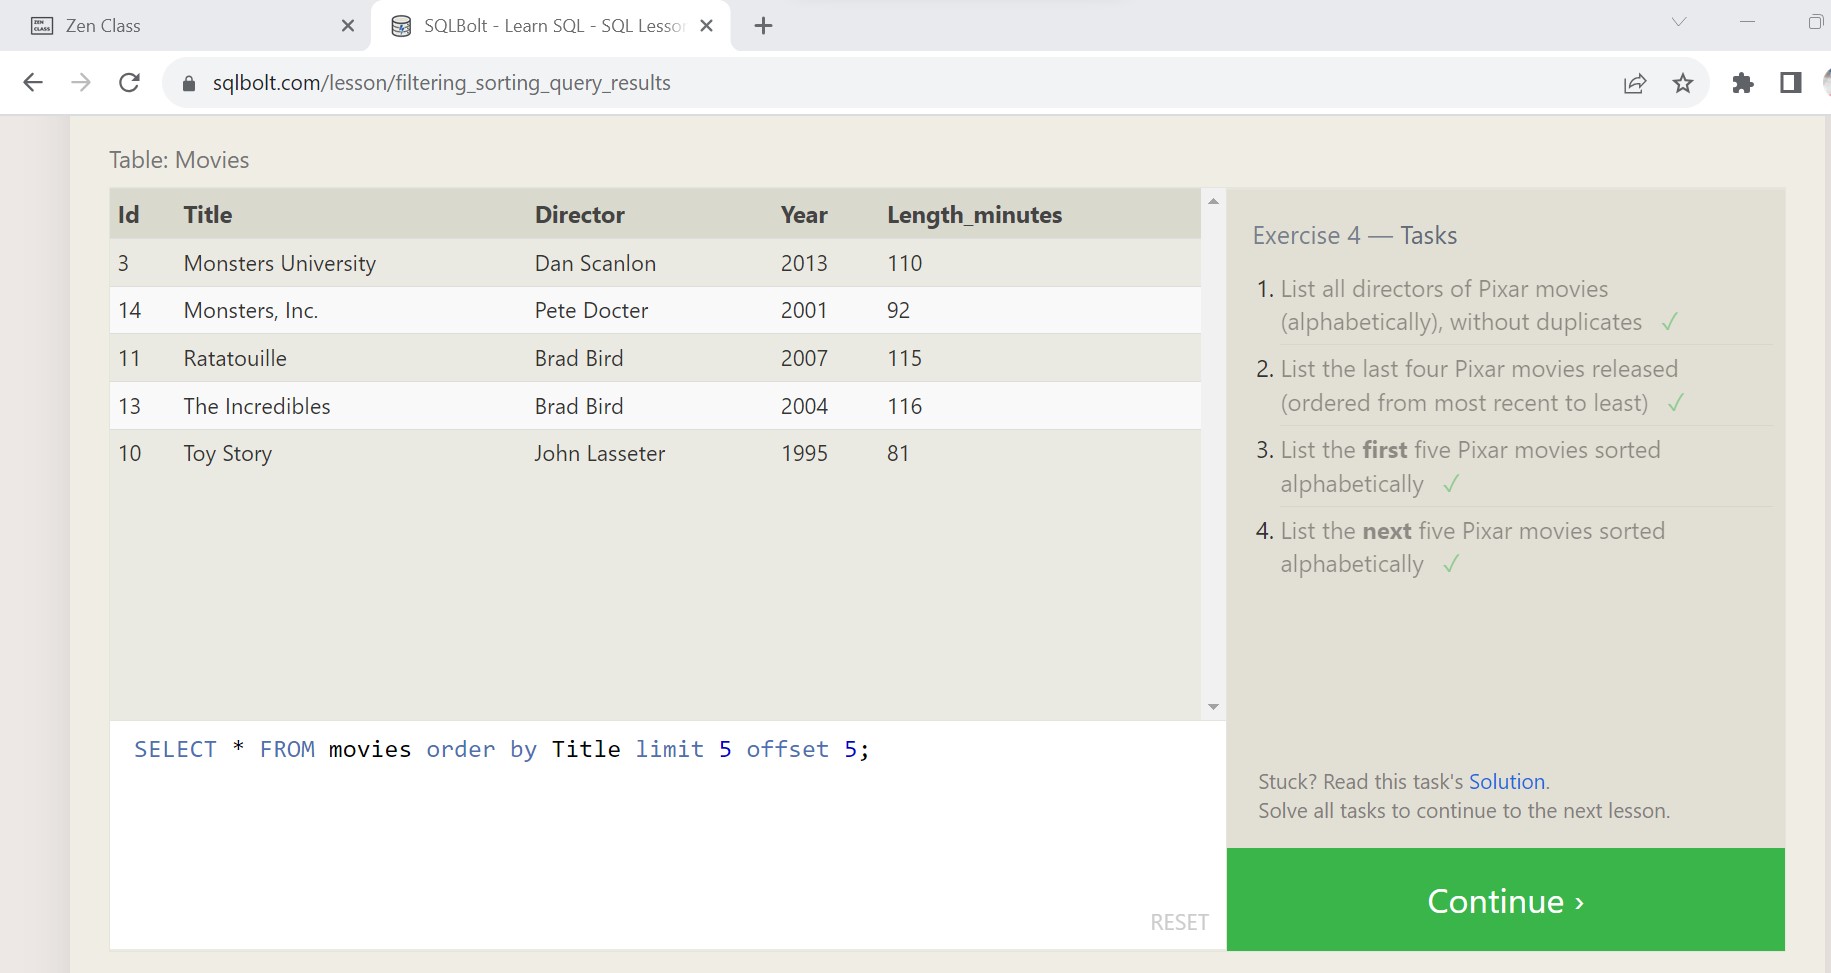 Zen Class
SQLBolt - Learn SQL - SQL Lesson
sqlbolt.com/lesson/filtering_sorting_query_results
Table: Movies
Id Title Director Year Length_minutes
3 Monsters University Dan Scanlon 2013 110
14 Monsters, Inc. Pete Docter 2001 92
11 Ratatouille Brad Bird 2007 115
13 The Incredibles Brad Bird 2004 116
10 Toy Story John Lasseter 1995 81
SELECT * FROM movies order by Title limit 5 offset 5;
RESET
Exercise 4 — Tasks
1. List all directors of Pixar movies
(alphabetically), without duplicates ✓
2. List the last four Pixar movies released
(ordered from most recent to least) ✓
3. List the first five Pixar movies sorted
alphabetically ✓
4. List the next five Pixar movies sorted
alphabetically ✓
Stuck? Read this task's Solution.
Solve all tasks to continue to the next lesson.
Continue ›